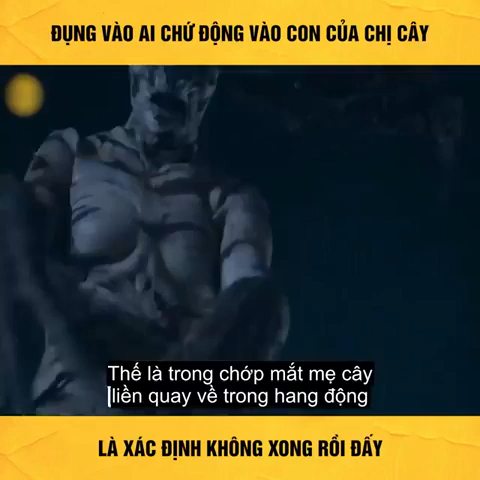 ĐỤNG VÀO AI CHỨ ĐỘNG VÀO CON CỦA CHỊ CÂY
Thế là trong chớp mắt mẹ cây
liền quay về trong hang động
LÀ XÁC ĐỊNH KHÔNG XONG RỒI ĐẤY